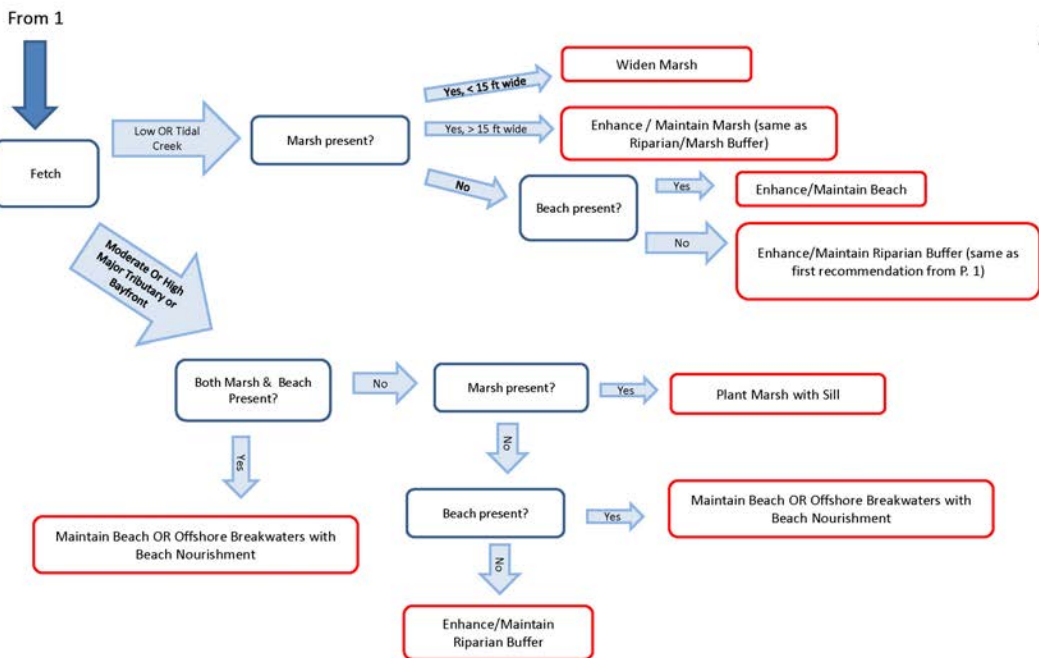 From 1
Fetch
Low OR Tidal
Creek
Marsh present?
Yes, < 15 ft wide
Widen Marsh
Yes, > 15 ft wide
Enhance / Maintain Marsh (same as
Riparian/Marsh Buffer)
No
Beach present?
Yes
Enhance/Maintain Beach
No
Enhance/Maintain Riparian Buffer (same as
first recommendation from P. 1)
Moderate Or High
Major Tributary or
Bayfront
Both Marsh & Beach
Present?
No
Marsh present?
Yes
Plant Marsh with Sill
Yes
Maintain Beach OR Offshore Breakwaters with
Beach Nourishment
No
Beach present?
Yes
Maintain Beach OR Offshore Breakwaters with
Beach Nourishment
No
Enhance/Maintain
Riparian Buffer